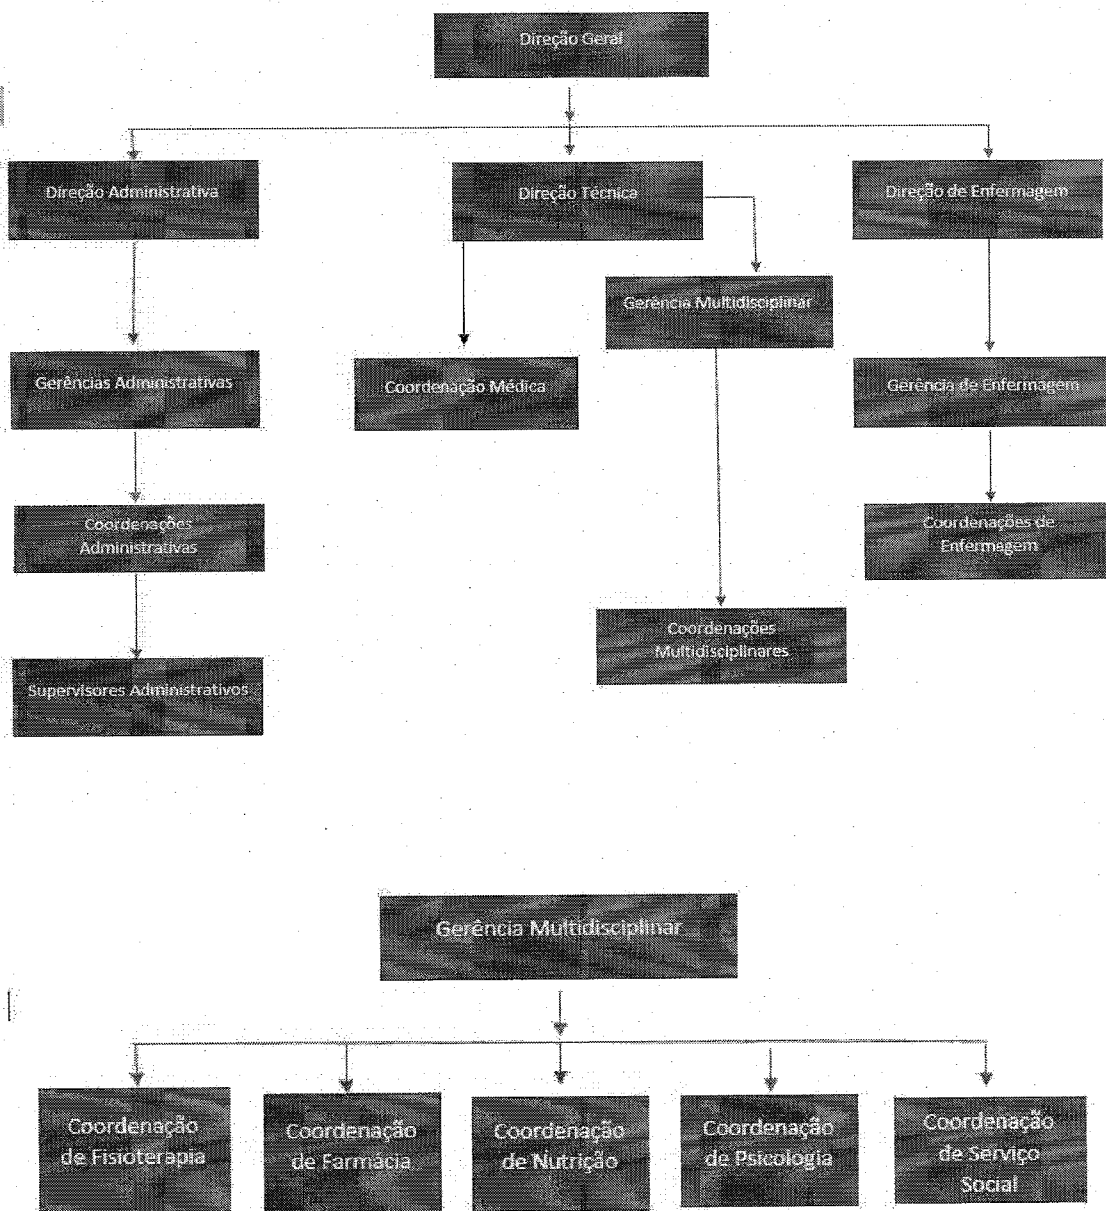 Direção Geral
Direção Administrativa
Direção Técnica
Direção de Enfermagem
Gerência Multidisciplinar
Gerências Administrativas
Coordenação Médica
Gerência de Enfermagem
Coordenações
Administrativas
Coordenações de
Enfermagem
Coordenações
Multidisciplinares
Supervisores Administrativos
Gerência Multidisciplinar
Coordenação
de Fisioterapia
Coordenação
de Farmácia
Coordenação
de Nutrição
Coordenação
de Psicologia
Coordenação
de Serviço
Social